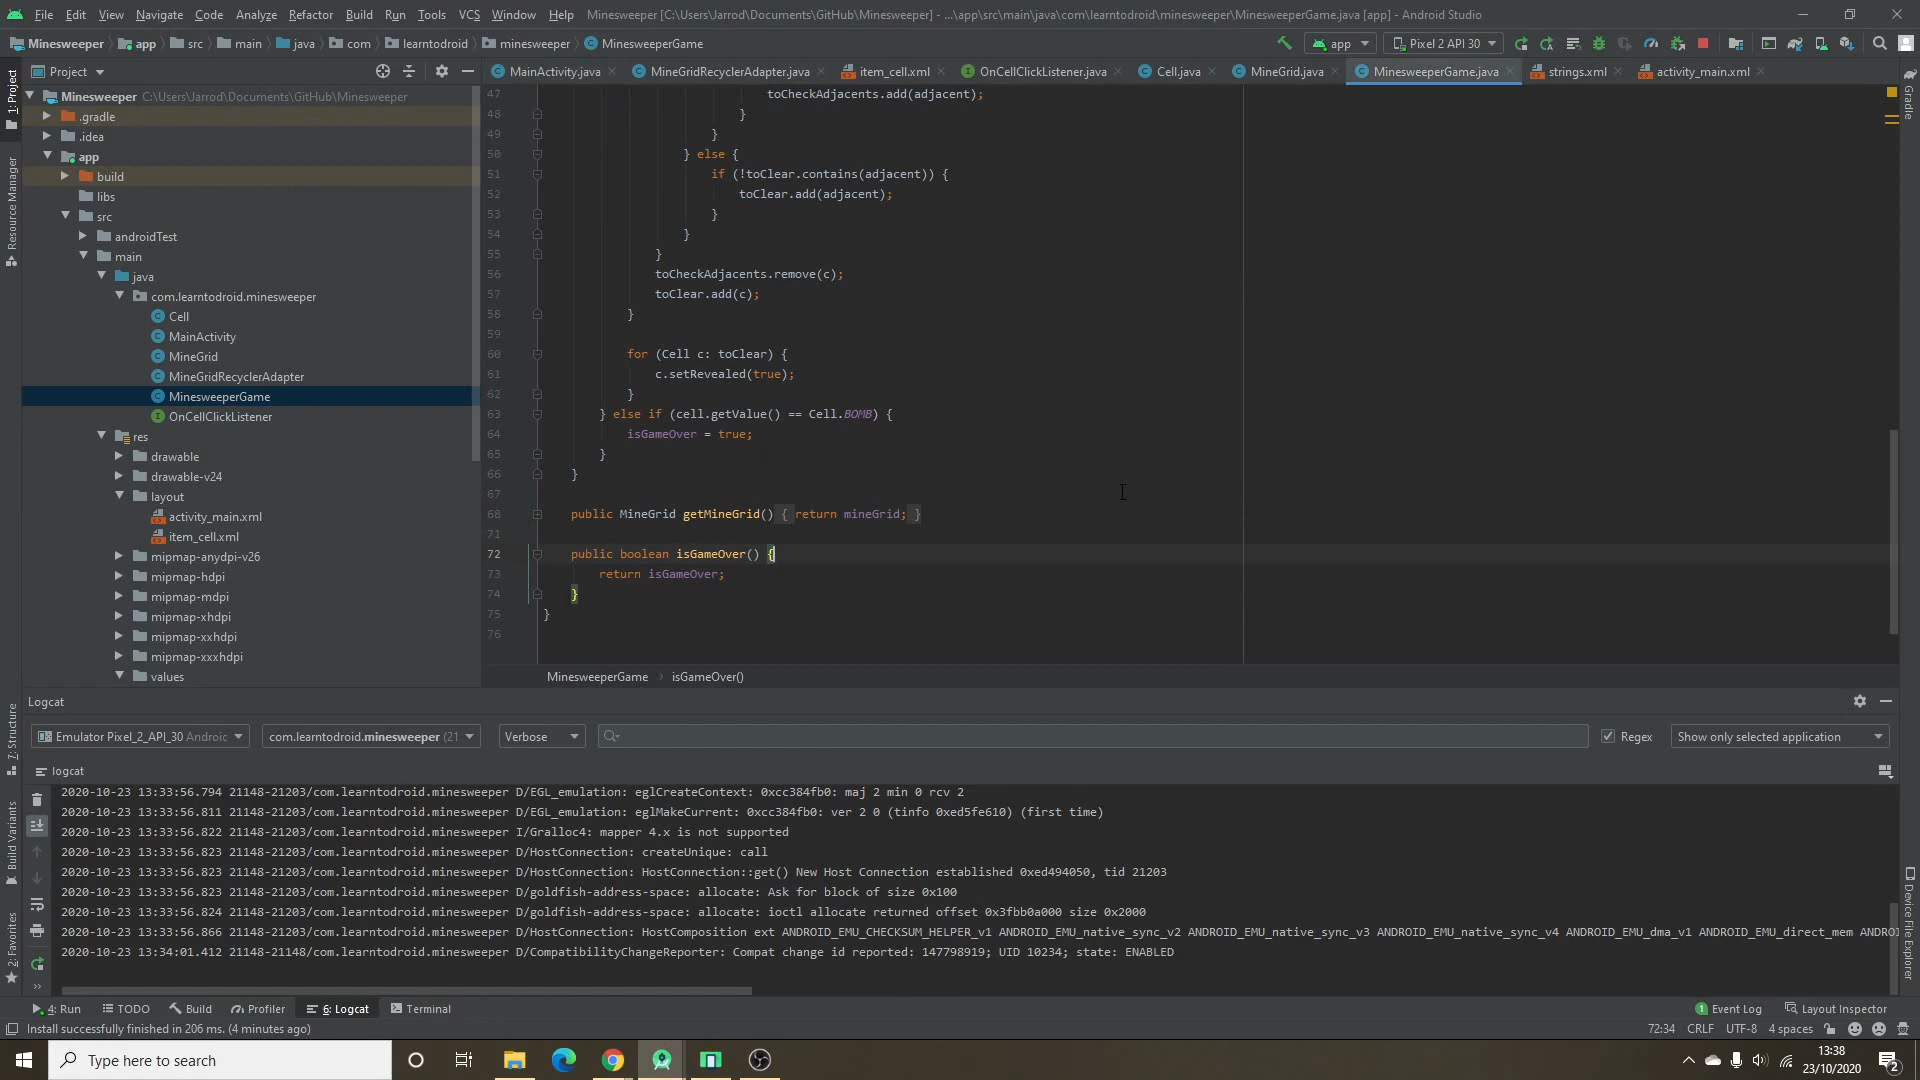 File Edit View Navigate Code Analyze Refactor Build Run Tools VCS Window Help Minesweeper [C:\Users\Jarrod\Documents\GitHub\Minesweeper] - ...\app\src\main\java\com\learntodroid\minesweeper\MinesweeperGame.java [app] - Android Studio
Minesweeper app src main java com learntodroid minesweeper MinesweeperGame app Pixel 2 API 30
Project MainActivity.java MineGridRecyclerAdapter.java item_cell.xml OnCellClickListener.java Cell.java MineGrid.java MinesweeperGame.java strings.xml activity_main.xml
1: Project
Resource Manager
7: Structure
Build Variants
2: Favorites
Gradle
Device File Explorer
Minesweeper C:\Users\Jarrod\Documents\GitHub\Minesweeper
.gradle
.idea
app
build
libs
src
androidTest
main
java
com.learntodroid.minesweeper
Cell
MainActivity
MineGrid
MineGridRecyclerAdapter
MinesweeperGame
OnCellClickListener
res
drawable
drawable-v24
layout
activity_main.xml
item_cell.xml
mipmap-anydpi-v26
mipmap-hdpi
mipmap-mdpi
mipmap-xhdpi
mipmap-xxhdpi
mipmap-xxxhdpi
values
47 toCheckAdjacents.add(adjacent);
48 }
49 }
50 } else {
51 if (!toClear.contains(adjacent)) {
52 toClear.add(adjacent);
53 }
54 }
55 }
56 toCheckAdjacents.remove(c);
57 toClear.add(c);
58 }
59
60 for (Cell c: toClear) {
61 c.setRevealed(true);
62 }
63 } else if (cell.getValue() == Cell.BOMB) {
64 isGameOver = true;
65 }
66 }
67
68 public MineGrid getMineGrid() { return mineGrid; }
71
72 public boolean isGameOver() {
73 return isGameOver;
74 }
75 }
76
MinesweeperGame isGameOver()
Logcat
Emulator Pixel_2_API_30 Androic com.learntodroid.minesweeper (21 Verbose Regex Show only selected application
logcat
2020-10-23 13:33:56.794 21148-21203/com.learntodroid.minesweeper D/EGL_emulation: eglCreateContext: 0xcc384fb0: maj 2 min 0 rcv 2
2020-10-23 13:33:56.811 21148-21203/com.learntodroid.minesweeper D/EGL_emulation: eglMakeCurrent: 0xcc384fb0: ver 2 0 (tinfo 0xed5fe610) (first time)
2020-10-23 13:33:56.822 21148-21203/com.learntodroid.minesweeper I/Gralloc4: mapper 4.x is not supported
2020-10-23 13:33:56.823 21148-21203/com.learntodroid.minesweeper D/HostConnection: createUnique: call
2020-10-23 13:33:56.823 21148-21203/com.learntodroid.minesweeper D/HostConnection: HostConnection::get() New Host Connection established 0xed494050, tid 21203
2020-10-23 13:33:56.823 21148-21203/com.learntodroid.minesweeper D/goldfish-address-space: allocate: Ask for block of size 0x100
2020-10-23 13:33:56.824 21148-21203/com.learntodroid.minesweeper D/goldfish-address-space: allocate: ioctl allocate returned offset 0x3fbb0a000 size 0x2000
2020-10-23 13:33:56.866 21148-21203/com.learntodroid.minesweeper D/HostConnection: HostComposition ext ANDROID_EMU_CHECKSUM_HELPER_v1 ANDROID_EMU_native_sync_v2 ANDROID_EMU_native_sync_v3 ANDROID_EMU_native_sync_v4 ANDROID_EMU_dma_v1 ANDROID_EMU_direct_mem ANDRO
2020-10-23 13:34:01.412 21148-21148/com.learntodroid.minesweeper D/CompatibilityChangeReporter: Compat change id reported: 147798919; UID 10234; state: ENABLED
4: Run TODO Build Profiler 6: Logcat Terminal 1 Event Log Layout Inspector
Install successfully finished in 206 ms. (4 minutes ago) 72:34 CRLF UTF-8 4 spaces
Type here to search
13:38
23/10/2020
2